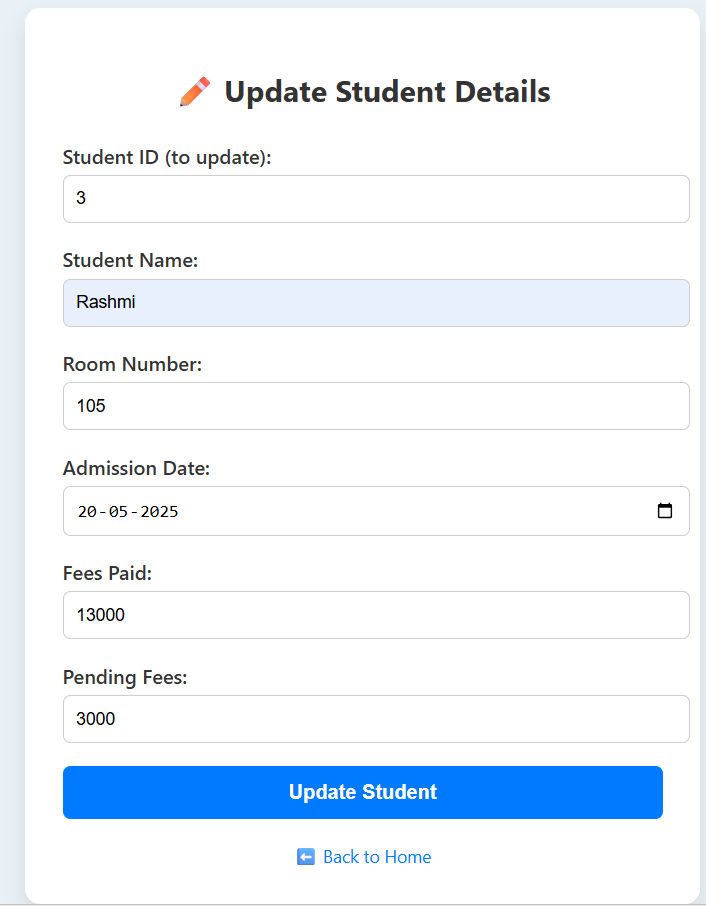 Update Student Details
Student ID (to update):
3
Student Name:
Rashmi
Room Number:
105
Admission Date:
20-05-2025
Fees Paid:
13000
Pending Fees:
3000
Update Student
Back to Home